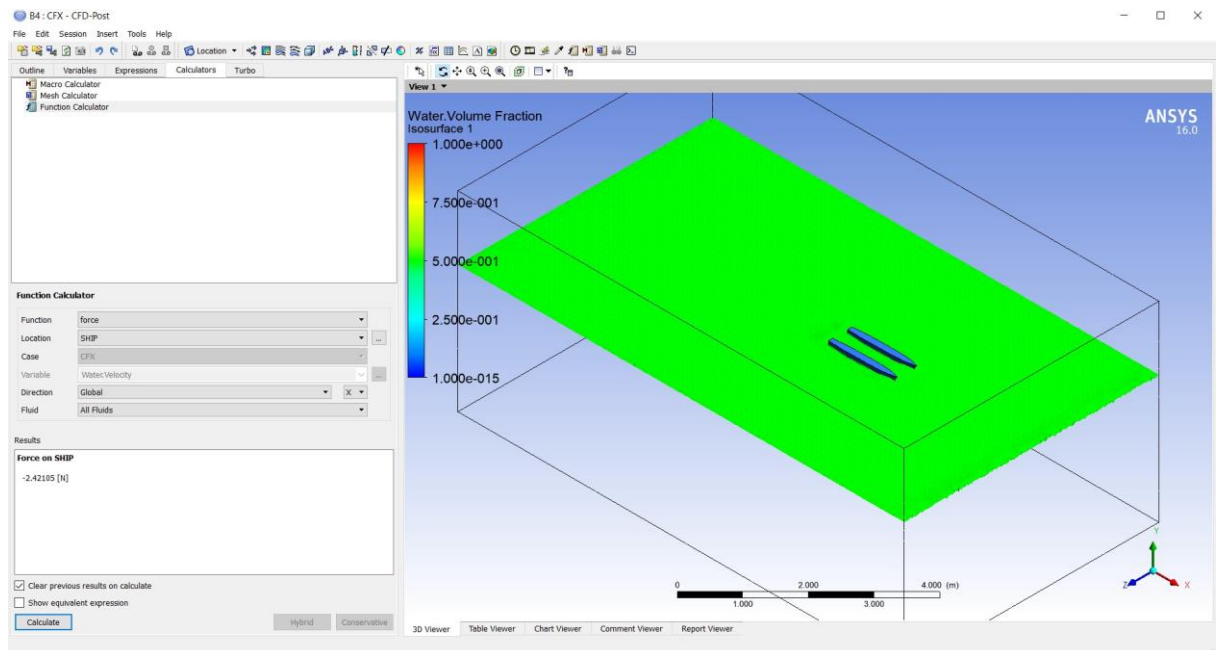 B4 : CFX - CFD-Post
File Edit Session Insert Tools Help
Location
Outline Variables Expressions Calculators Turbo
Macro Calculator
Mesh Calculator
Function Calculator
Function Calculator
Function force
Location SHIP ...
Case CFX
Variable Water.Velocity ...
Direction Global X
Fluid All Fluids
Results
Force on SHIP
-2.42105 [N]
Clear previous results on calculate
Show equivalent expression
Calculate Hybrid Conservative
View 1
Water.Volume Fraction
Isosurface 1
1.000e+000
7.500e-001
5.000e-001
2.500e-001
1.000e-015
ANSYS
16.0
0 2.000 4.000 (m)
1.000 3.000
Y
Z X
3D Viewer Table Viewer Chart Viewer Comment Viewer Report Viewer